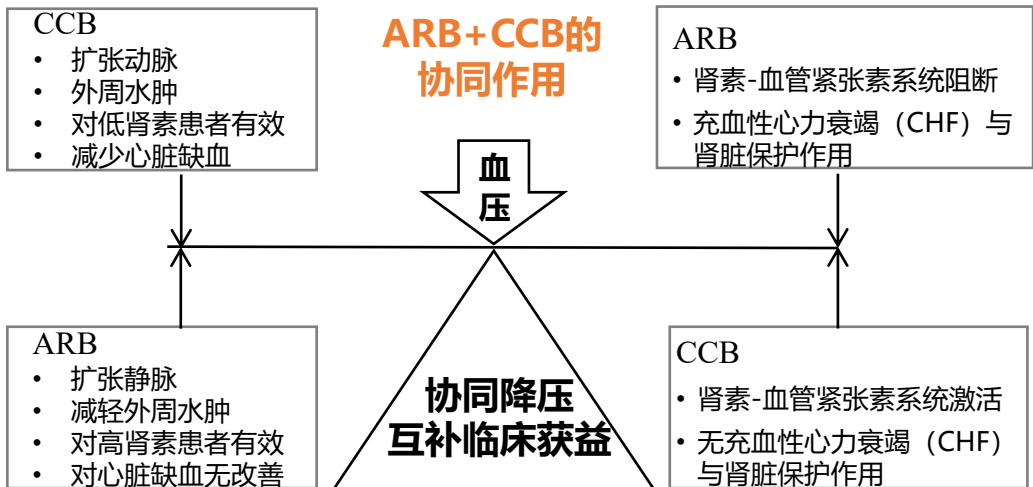 CCB
• 扩张动脉
• 外周水肿
• 对低肾素患者有效
• 减少心脏缺血
ARB+CCB的
协同作用
ARB
• 肾素-血管紧张素系统阻断
• 充血性心力衰竭（CHF）与
肾脏保护作用
血
压
ARB
• 扩张静脉
• 减轻外周水肿
• 对高肾素患者有效
• 对心脏缺血无改善
协同降压
互补临床获益
CCB
• 肾素-血管紧张素系统激活
• 无充血性心力衰竭（CHF）
与肾脏保护作用